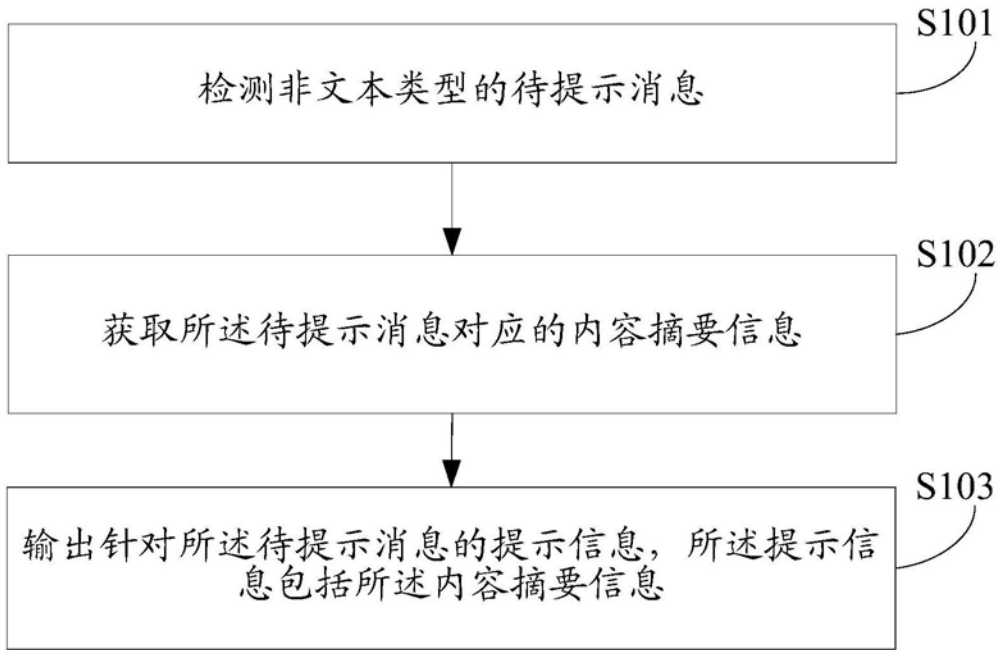 S101
检测非文本类型的待提示消息
S102
获取所述待提示消息对应的内容摘要信息
S103
输出针对所述待提示消息的提示信息，所述提示信
息包括所述内容摘要信息